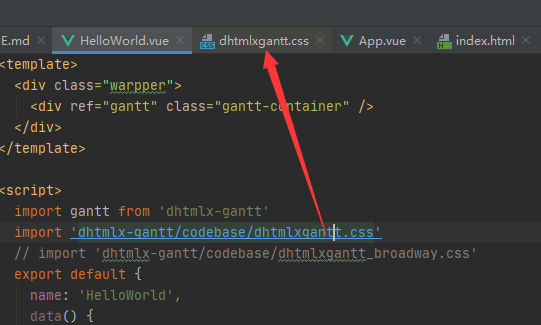 E.md HelloWorld.vue dhtmlxgantt.css App.vue index.html
<template>
<div class="warpper">
<div ref="gantt" class="gantt-container" />
</div>
</template>
<script>
import gantt from 'dhtmlx-gantt'
import 'dhtmlx-gantt/codebase/dhtmlxgantt.css'
// import 'dhtmlx-gantt/codebase/dhtmlxgantt_broadway.css'
export default {
name: 'HelloWorld',
data() {